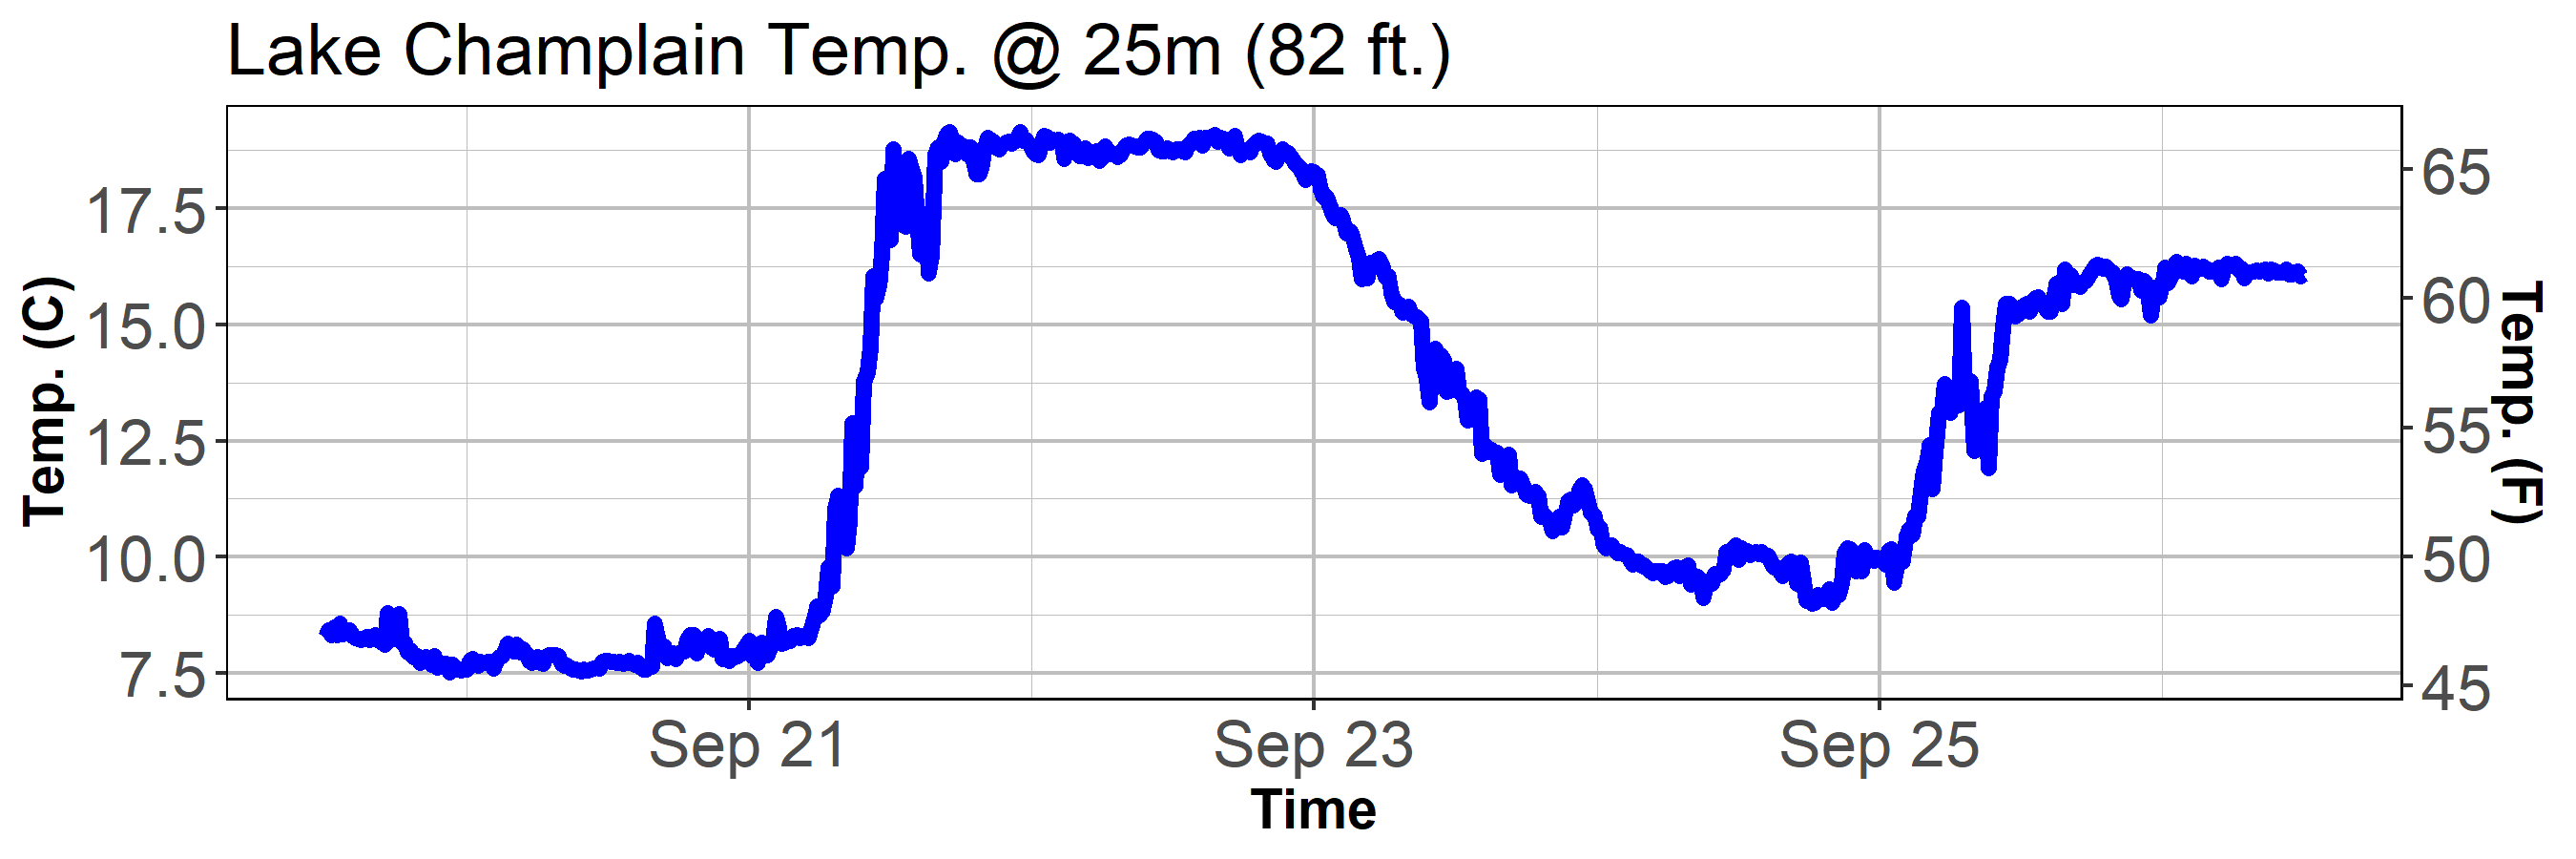 Lake Champlain Temp. @ 25m (82 ft.)
Temp. (C)
17.5
15.0
12.5
10.0
7.5
65
60
55
50
45
Temp. (F)
Sep 21
Sep 23
Sep 25
Time